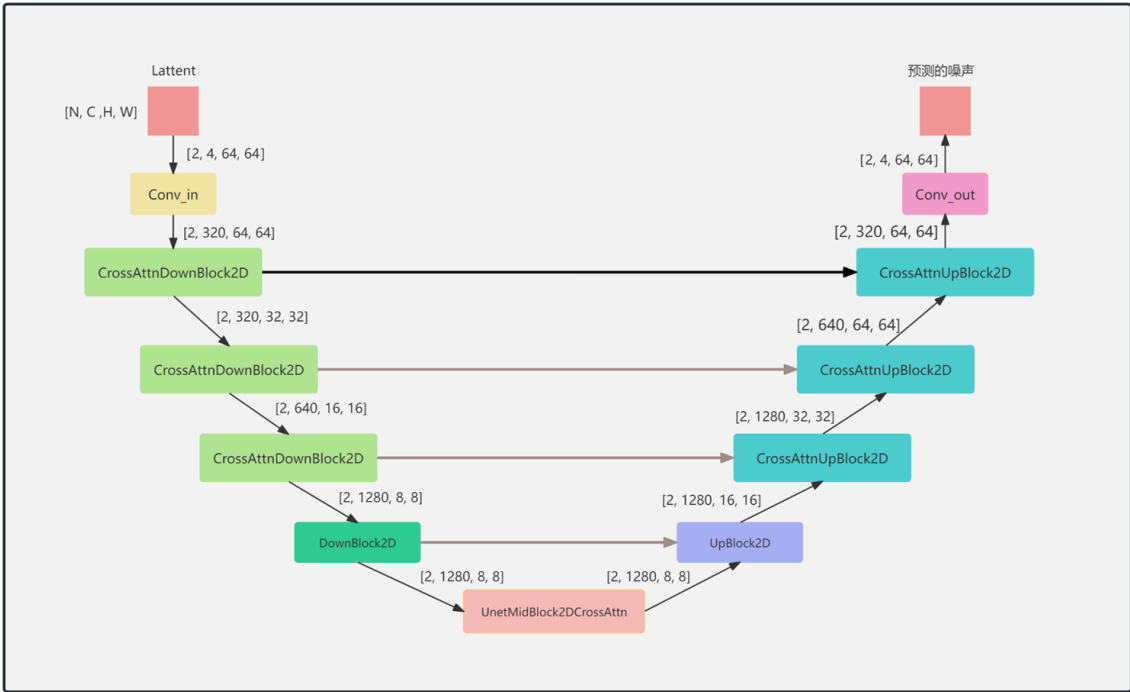 Lattent
预测的噪声
[N, C ,H, W]
[2, 4, 64, 64]
[2, 4, 64, 64]
Conv_in
Conv_out
[2, 320, 64, 64]
[2, 320, 64, 64]
CrossAttnDownBlock2D
CrossAttnUpBlock2D
[2, 320, 32, 32]
[2, 640, 64, 64]
CrossAttnDownBlock2D
CrossAttnUpBlock2D
[2, 640, 16, 16]
[2, 1280, 32, 32]
CrossAttnDownBlock2D
CrossAttnUpBlock2D
[2, 1280, 8, 8]
[2, 1280, 16, 16]
DownBlock2D
UpBlock2D
[2, 1280, 8, 8]
[2, 1280, 8, 8]
UnetMidBlock2DCrossAttn